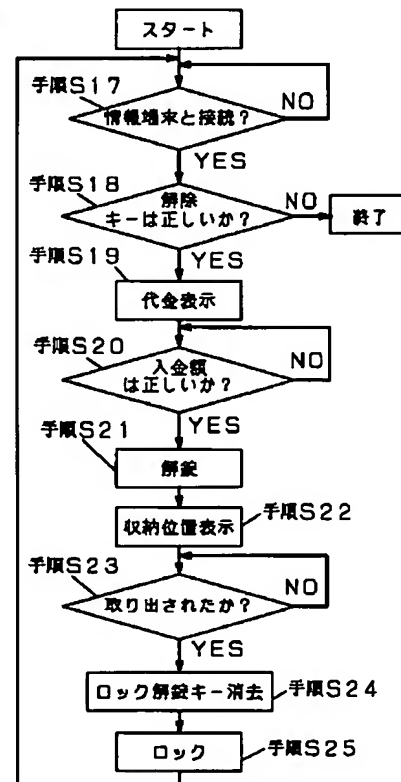 スタート
手順S17
情報端末と接続？
NO
YES
手順S18
解除
キーは正しいか？
NO
終了
YES
手順S19
代金表示
手順S20
入金額
は正しいか？
NO
YES
手順S21
解錠
収納位置表示
手順S22
手順S23
取り出されたか？
NO
YES
ロック解錠キー消去
手順S24
ロック
手順S25